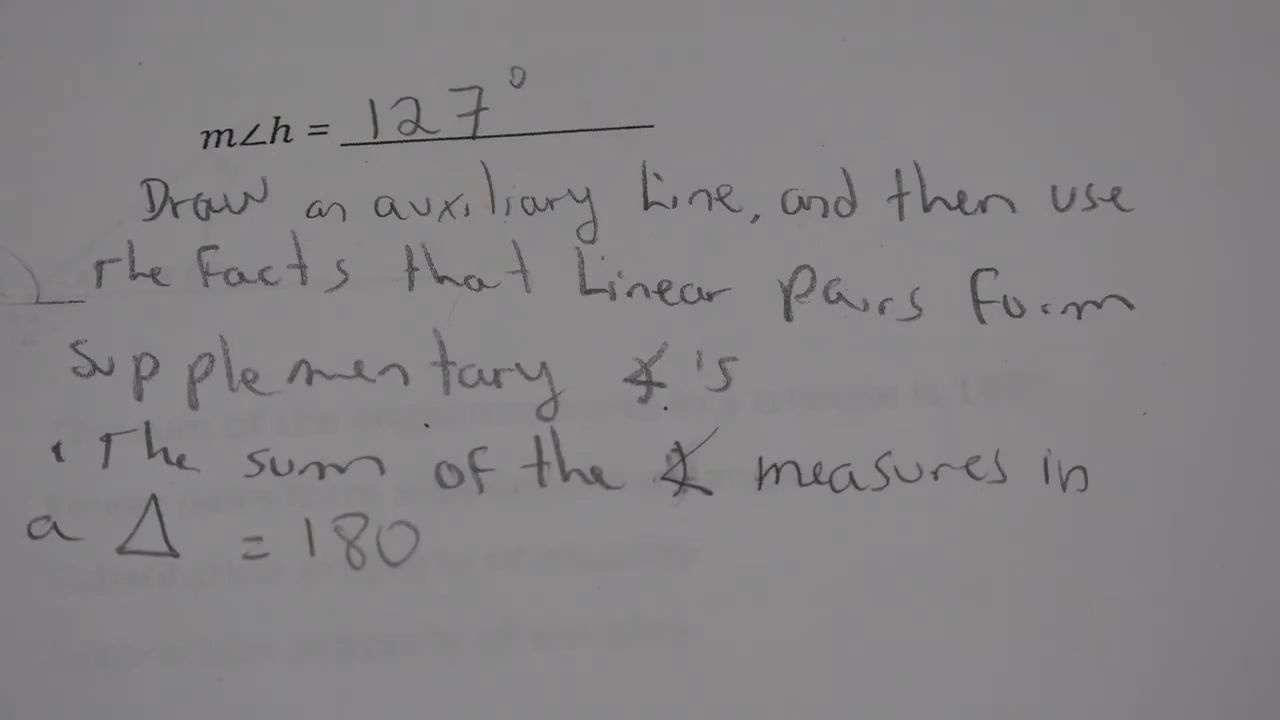 m∠h = 127°
Draw an auxiliary Line, and then use
the Facts that Linear Pairs Form
Supplementary ∡'s
The sum of the ∡ measures in
a Δ = 180